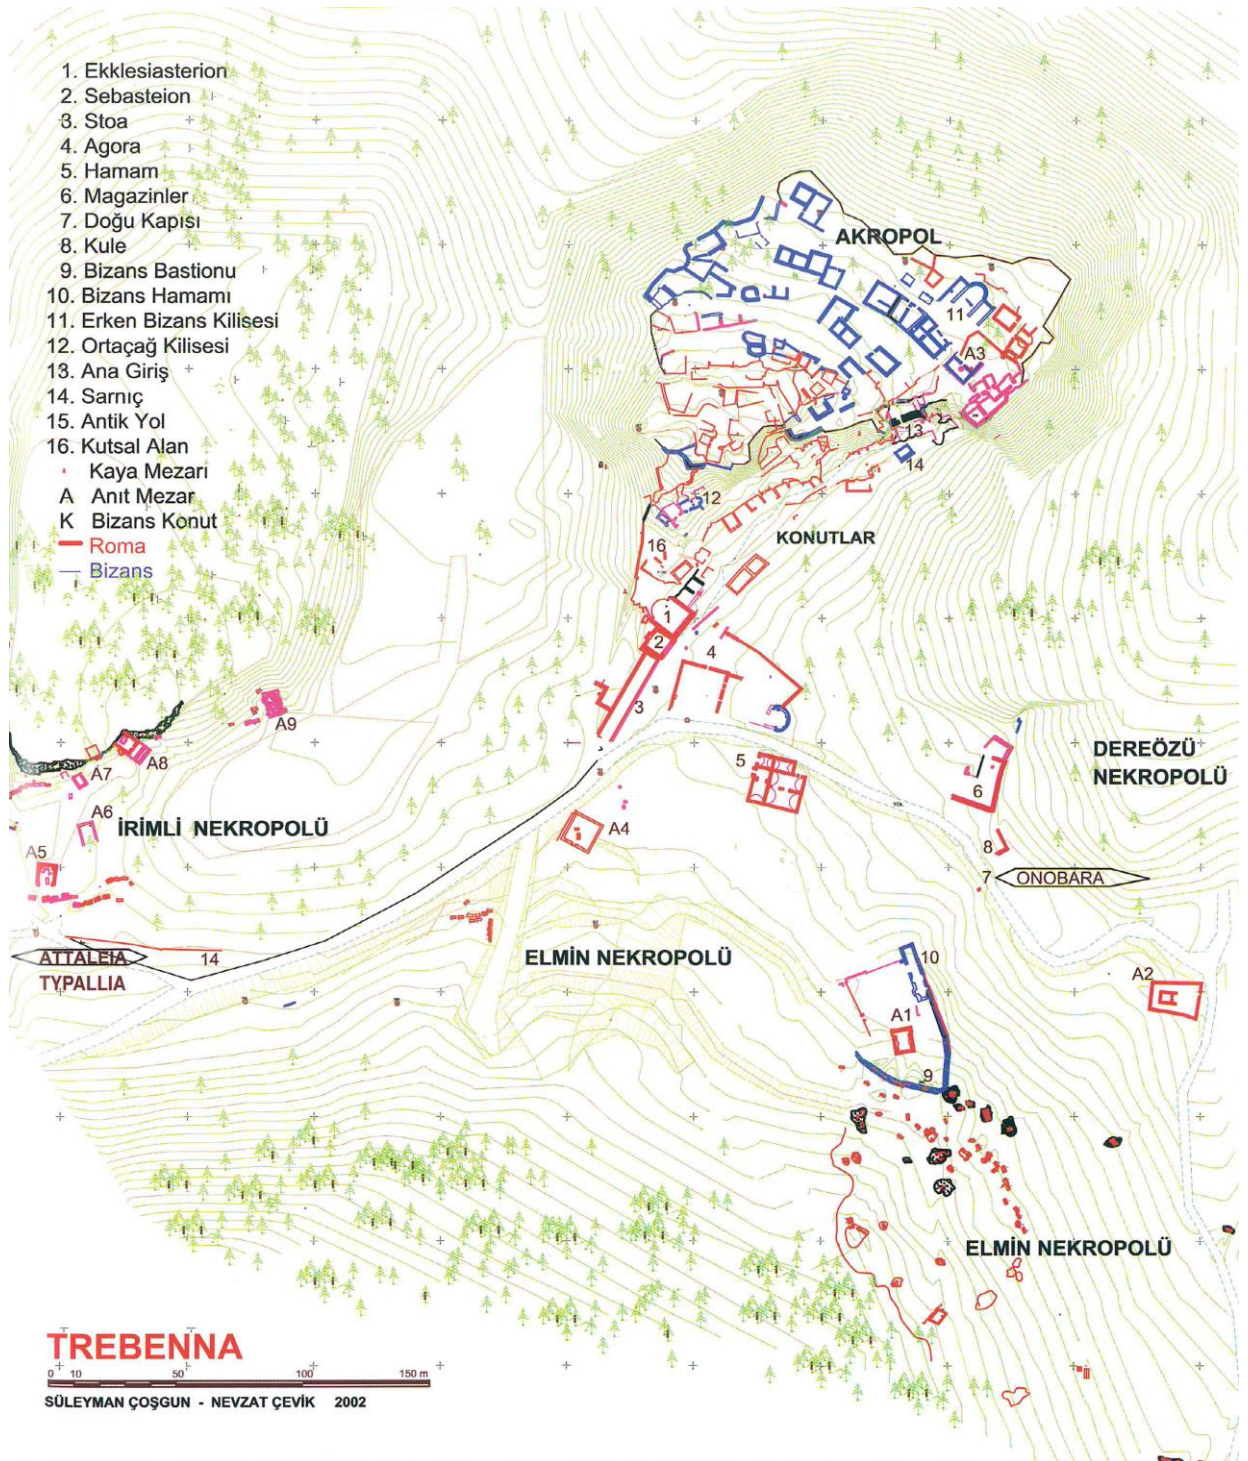 1. Ekklesiasterion
2. Sebasteion
3. Stoa
4. Agora
5. Hamam
6. Magazinler
7. Doğu Kapısı
8. Kule
9. Bizans Bastionu
10. Bizans Hamamı
11. Erken Bizans Kilisesi
12. Ortaçağ Kilisesi
13. Ana Giriş
14. Sarnıç
15. Antik Yol
16. Kutsal Alan
Kaya Mezarı
A Anıt Mezar
K Bizans Konut
Roma
Bizans
AKROPOL
11
A3
13
14
12
KONUTLAR
16
1
2
4
3
A9
A8
A7
5
DEREÖZÜ
NEKROPOLÜ
6
YOL
A6
İRİMLİ NEKROPOLÜ
A4
8
A5
7
ONOBARA
ATTALEIA
TYPALLIA
14
ELMİN NEKROPOLÜ
10
A2
A1
9
ELMİN NEKROPOLÜ
TREBENNA
0 10 50 100 150 m
SÜLEYMAN ÇOŞGUN - NEVZAT ÇEVİK 2002